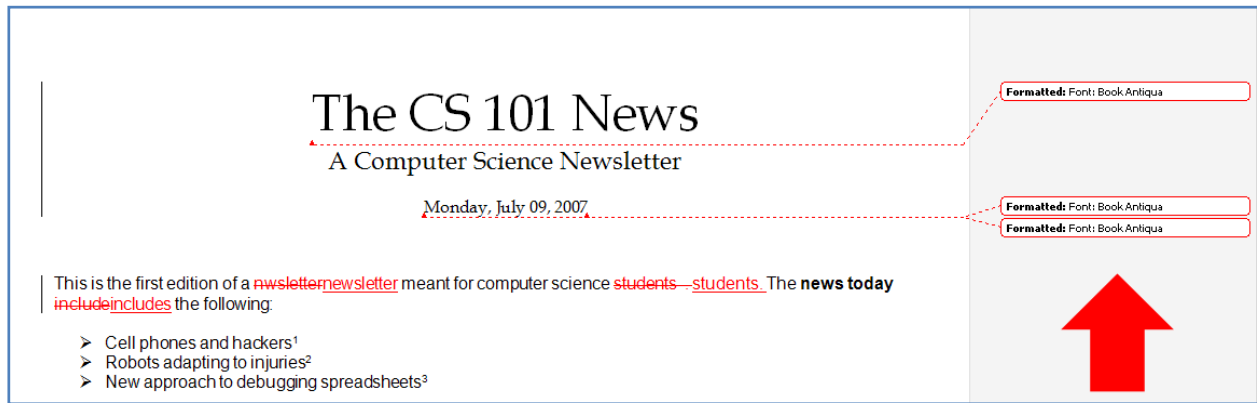 The CS 101 News
Formatted: Font: Book Antiqua
A Computer Science Newsletter
Monday, July 09, 2007
Formatted: Font: Book Antiqua
Formatted: Font: Book Antiqua
This is the first edition of a nwsletternewsletter meant for computer science students .students. The news today
includeincludes the following:
➢ Cell phones and hackers¹
➢ Robots adapting to injuries²
➢ New approach to debugging spreadsheets³